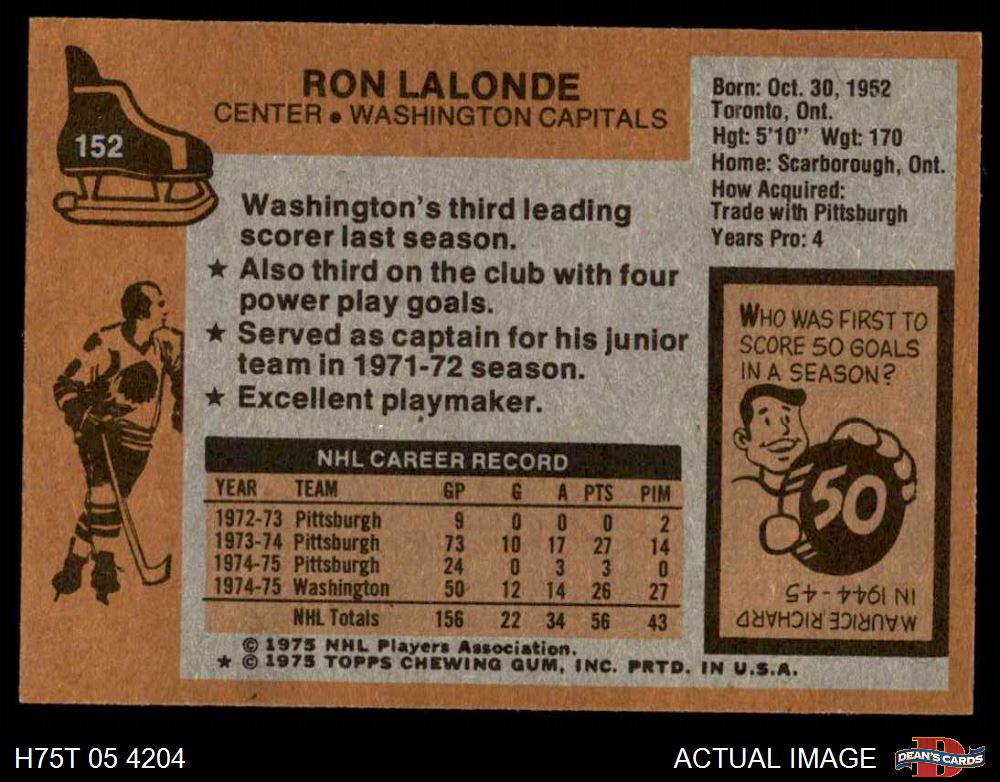 152
RON LALONDE
CENTER • WASHINGTON CAPITALS
Born: Oct. 30, 1952
Toronto, Ont.
Hgt: 5'10" Wgt: 170
Home: Scarborough, Ont.
How Acquired:
Trade with Pittsburgh
Years Pro: 4
Washington's third leading
scorer last season.
★ Also third on the club with four
power play goals.
★ Served as captain for his junior
team in 1971-72 season.
★ Excellent playmaker.
WHO WAS FIRST TO
SCORE 50 GOALS
IN A SEASON?
50
MAURICE RICHARD
IN 1944-45
NHL CAREER RECORD
YEAR TEAM GP G A PTS PIM
1972-73 Pittsburgh 9 0 0 0 2
1973-74 Pittsburgh 73 10 17 27 14
1974-75 Pittsburgh 24 0 3 3 0
1974-75 Washington 50 12 14 26 27
NHL Totals 156 22 34 56 43
© 1975 NHL Players Association.
★ © 1975 TOPPS CHEWING GUM, INC. PRTD. IN U.S.A.
H75T 05 4204
ACTUAL IMAGE
D
DEAN'S CARDS